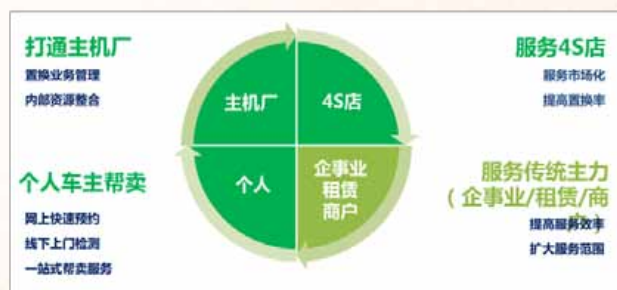 打通主机厂
置换业务管理
内部资源整合
主机厂
4S店
服务4S店
服务市场化
提高置换率
个人车主帮卖
网上快速预约
线下上门检测
一站式帮卖服务
个人
企事业
租赁
商户
服务传统主力
（企事业/租赁/商
户）
提高服务效率
扩大服务范围